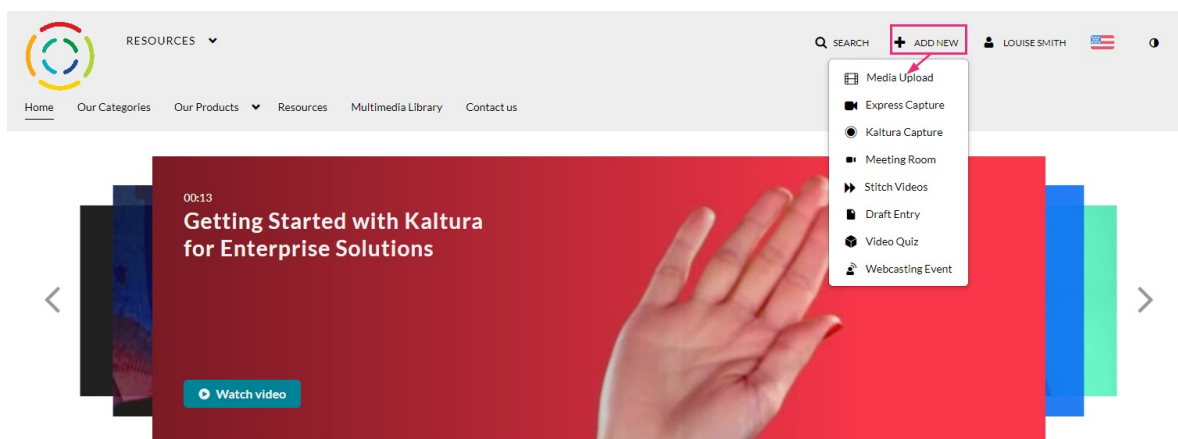 RESOURCES
SEARCH
ADD NEW
LOUISE SMITH
Home
Our Categories
Our Products
Resources
Multimedia Library
Contact us
Media Upload
Express Capture
Kaltura Capture
Meeting Room
Stitch Videos
Draft Entry
Video Quiz
Webcasting Event
00:13
Getting Started with Kaltura
for Enterprise Solutions
Watch video